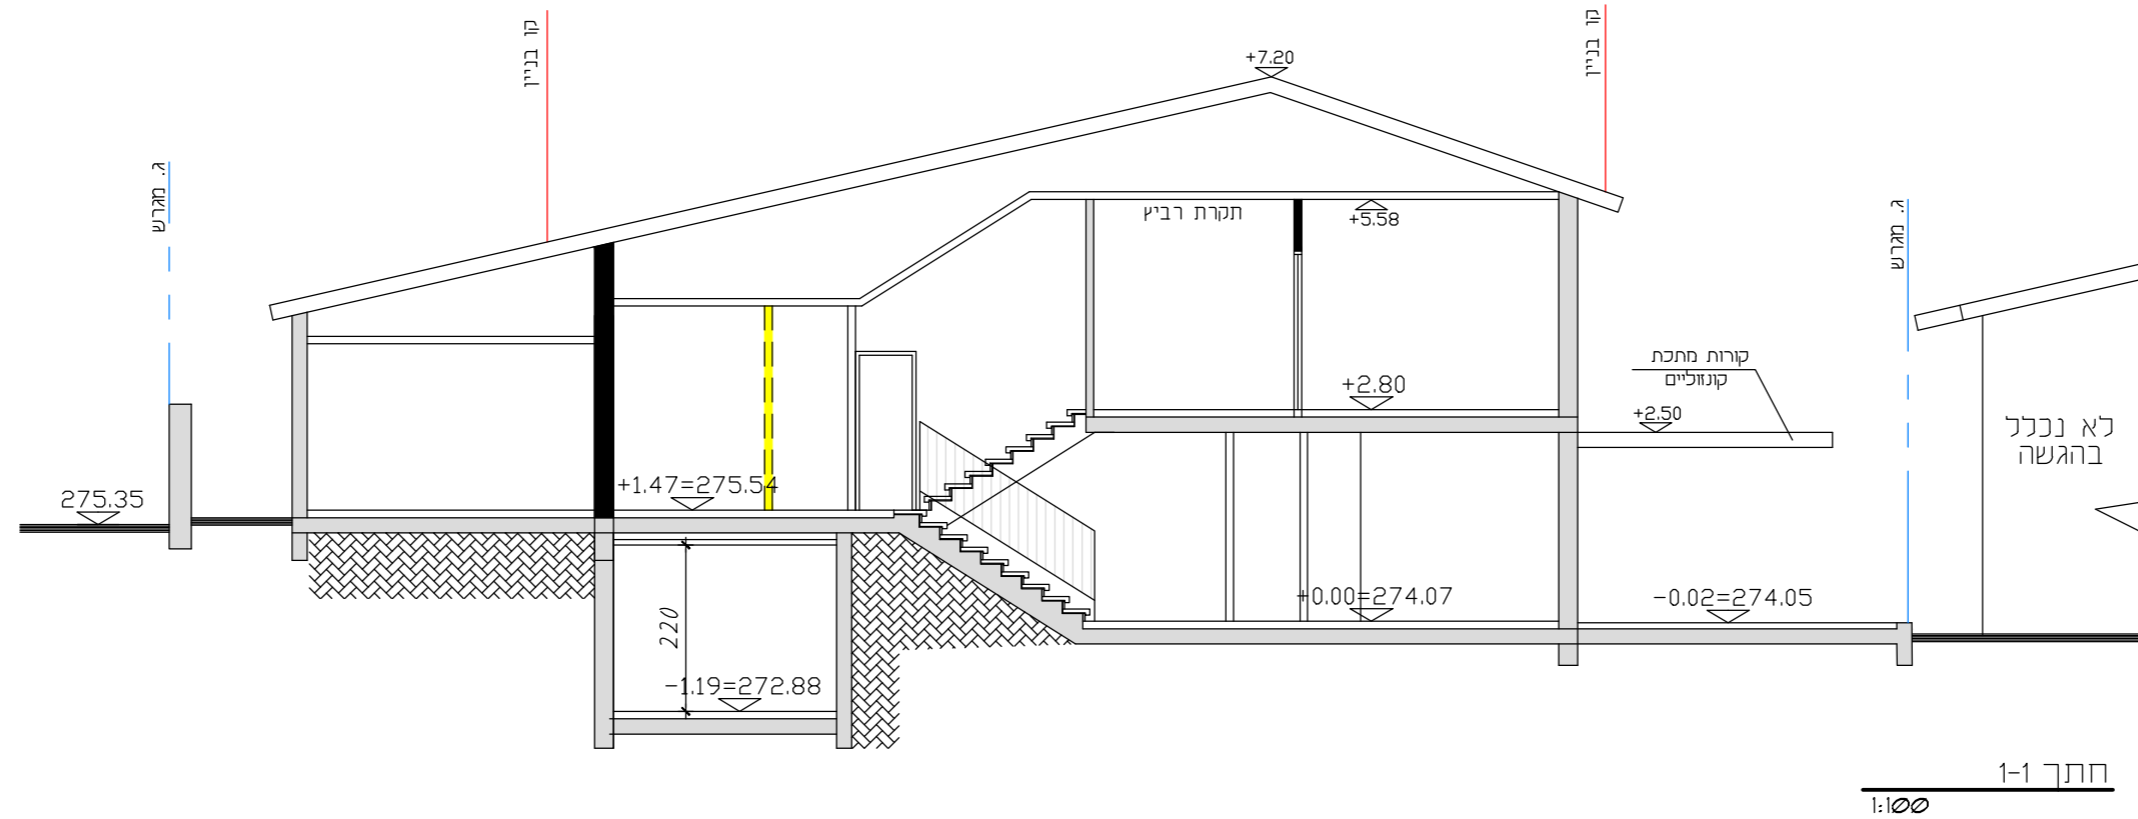 קו בניין
קו בניין
+7.20
ג. מגרש
ג. מגרש
תקרת רביץ
+5.58
קורות מתכת
קונזוליים
+2.80
+2.50
לא נכלל
בהגשה
275.35
+1.47=275.54
220
+0.00=274.07
-0.02=274.05
-1.19=272.88
חתך 1-1
1:100